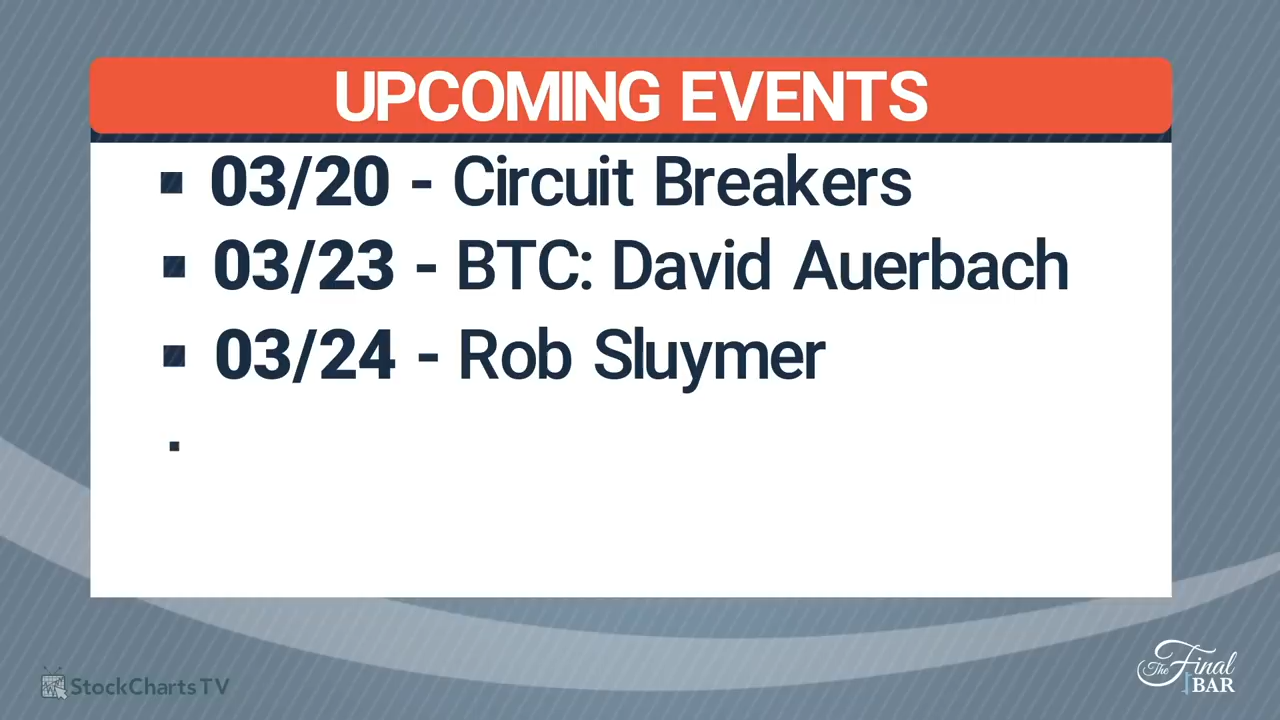 UPCOMING EVENTS
▪ 03/20 - Circuit Breakers
▪ 03/23 - BTC: David Auerbach
▪ 03/24 - Rob Sluymer
▪
StockChartsTV
The Final
BAR